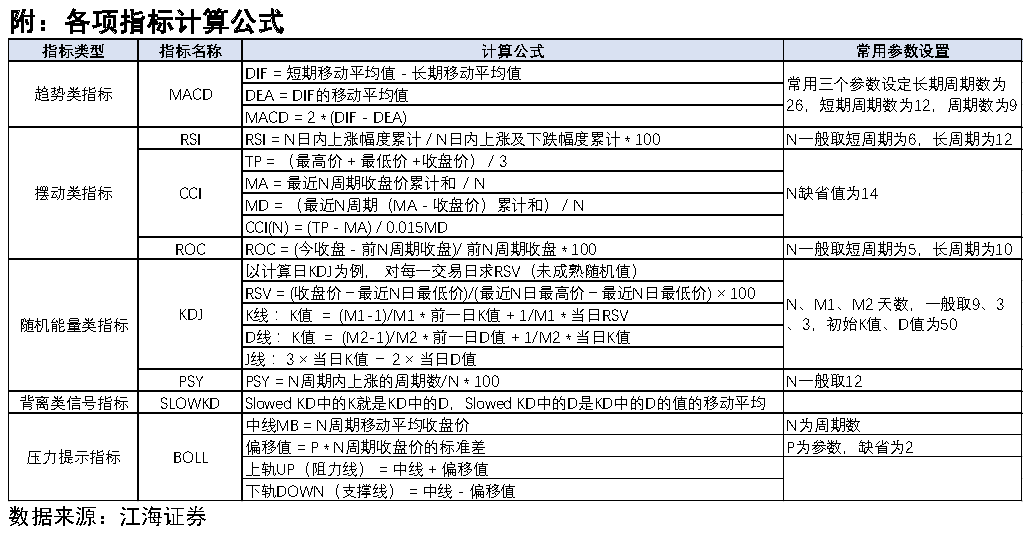 附：各项指标计算公式
指标类型 指标名称 计算公式 常用参数设置
趋势类指标 MACD DIF = 短期移动平均值 - 长期移动平均值
DEA = DIF的移动平均值
MACD = 2 * (DIF - DEA)
常用三个参数设定长期周期数为
26，短期周期数为12，周期数为9
摆动类指标
RSI RSI = N日内上涨幅度累计 / N日内上涨及下跌幅度累计 * 100 N一般取短周期为6，长周期为12
CCI TP = （最高价 + 最低价 +收盘价） / 3
MA = 最近N周期收盘价累计和 / N
MD = （最近N周期（MA - 收盘价）累计和） / N
CCI(N) = (TP - MA) / 0.015MD
N缺省值为14
ROC ROC = (今收盘 - 前N周期收盘)/ 前N周期收盘 * 100 N一般取短周期为5，长周期为10
随机能量类指标
KDJ 以计算日KDJ为例， 对每一交易日求RSV（未成熟随机值）
RSV = (收盘价－最近N日最低价)/(最近N日最高价－最近N日最低价) × 100
K线： K值 = (M1-1)/M1 * 前一日K值 + 1/M1 * 当日RSV
D线： K值 = (M2-1)/M2 * 前一日D值 + 1/M2 * 当日K值
J线： 3 × 当日K值 － 2 × 当日D值
N、M1、M2 天数，一般取9、3
、3，初始K值、D值为50
PSY PSY = N周期内上涨的周期数/N * 100 N一般取12
背离类信号指标 SLOWKD Slowed KD中的K就是KD中的D，Slowed KD中的D是KD中的D的值的移动平均
压力提示指标 BOLL 中线MB = N周期移动平均收盘价 N为周期数
偏移值 = P * N周期收盘价的标准差 P为参数，缺省为2
上轨UP（阻力线） = 中线 + 偏移值
下轨DOWN（支撑线） = 中线 - 偏移值
数据来源：江海证券